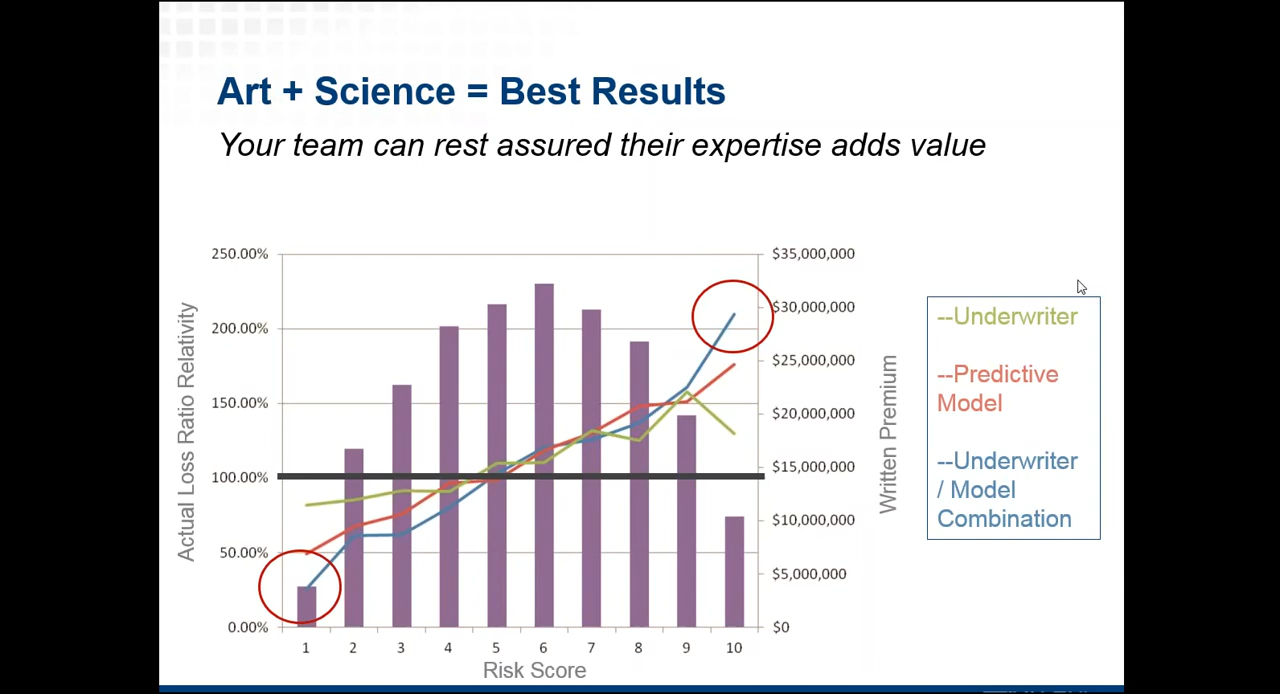 Art + Science = Best Results
Your team can rest assured their expertise adds value
250.00%
200.00%
150.00%
100.00%
50.00%
0.00%
Actual Loss Ratio Relativity
$35,000,000
$30,000,000
$25,000,000
$20,000,000
$15,000,000
$10,000,000
$5,000,000
$0
Written Premium
1 2 3 4 5 6 7 8 9 10
Risk Score
--Underwriter
--Predictive
Model
--Underwriter
/ Model
Combination